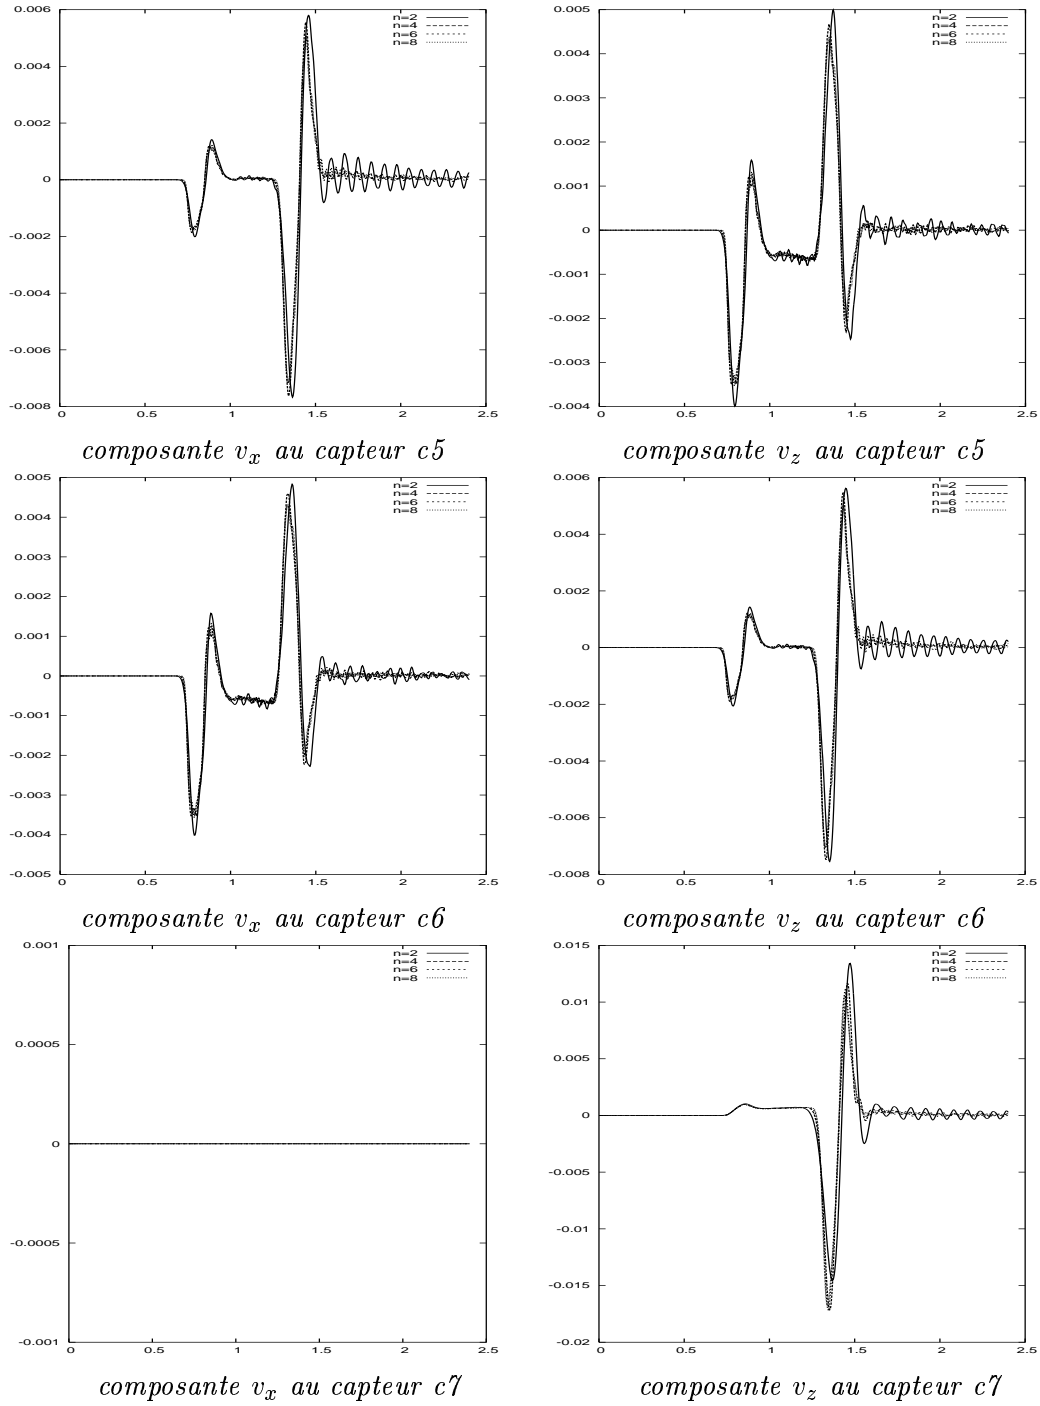 0.006
0.004
0.002
0
-0.002
-0.004
-0.006
-0.008
0
0.5
1
1.5
2
2.5
n=2
n=4
n=6
n=8
composante v_x au capteur c5
0.005
0.004
0.003
0.002
0.001
0
-0.001
-0.002
-0.003
-0.004
0
0.5
1
1.5
2
2.5
n=2
n=4
n=6
n=8
composante v_z au capteur c5
0.005
0.004
0.003
0.002
0.001
0
-0.001
-0.002
-0.003
-0.004
-0.005
0
0.5
1
1.5
2
2.5
n=2
n=4
n=6
n=8
composante v_x au capteur c6
0.006
0.004
0.002
0
-0.002
-0.004
-0.006
-0.008
0
0.5
1
1.5
2
2.5
n=2
n=4
n=6
n=8
composante v_z au capteur c6
0.001
0.0005
0
-0.0005
-0.001
0
0.5
1
1.5
2
2.5
n=2
n=4
n=6
n=8
composante v_x au capteur c7
0.015
0.01
0.005
0
-0.005
-0.01
-0.015
-0.02
0
0.5
1
1.5
2
2.5
n=2
n=4
n=6
n=8
composante v_z au capteur c7